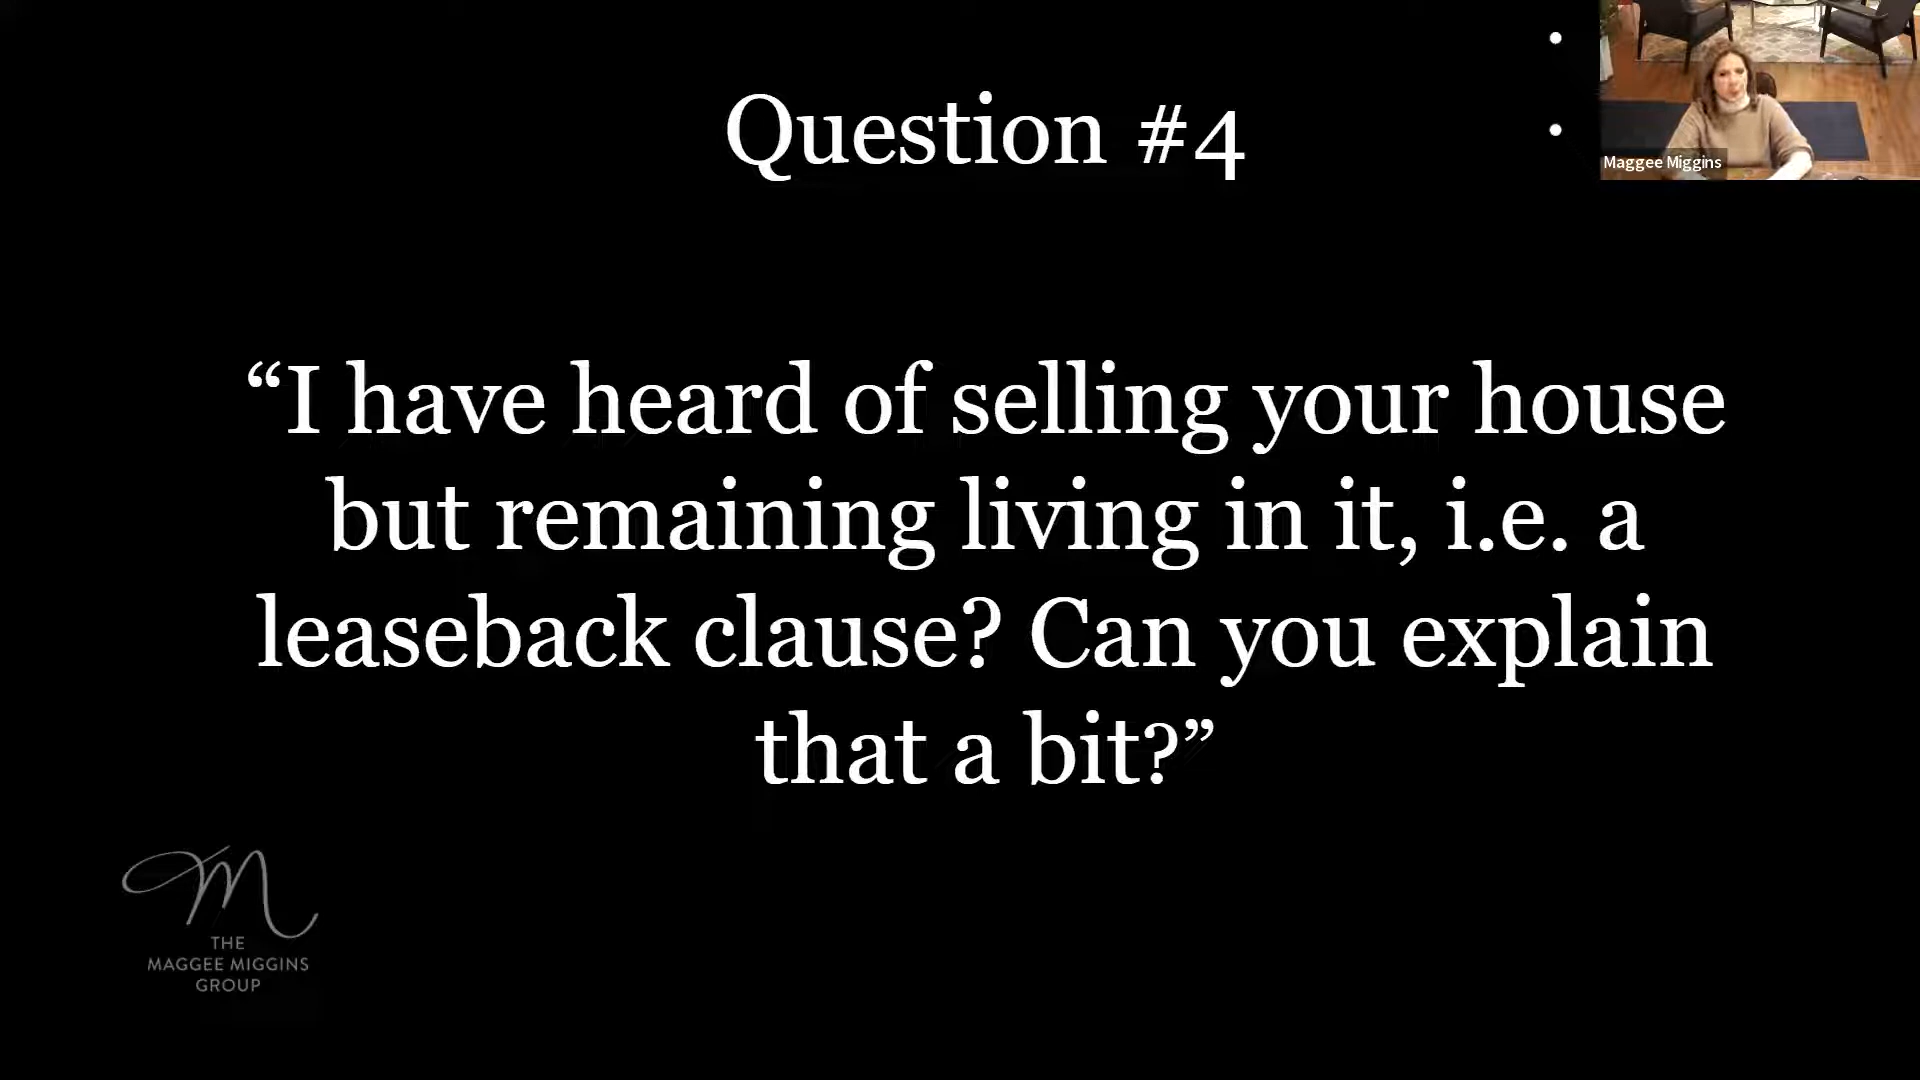 Question #4
Maggee Miggins
“I have heard of selling your house
but remaining living in it, i.e. a
leaseback clause? Can you explain
that a bit?”
M
THE
MAGGEE MIGGINS
GROUP